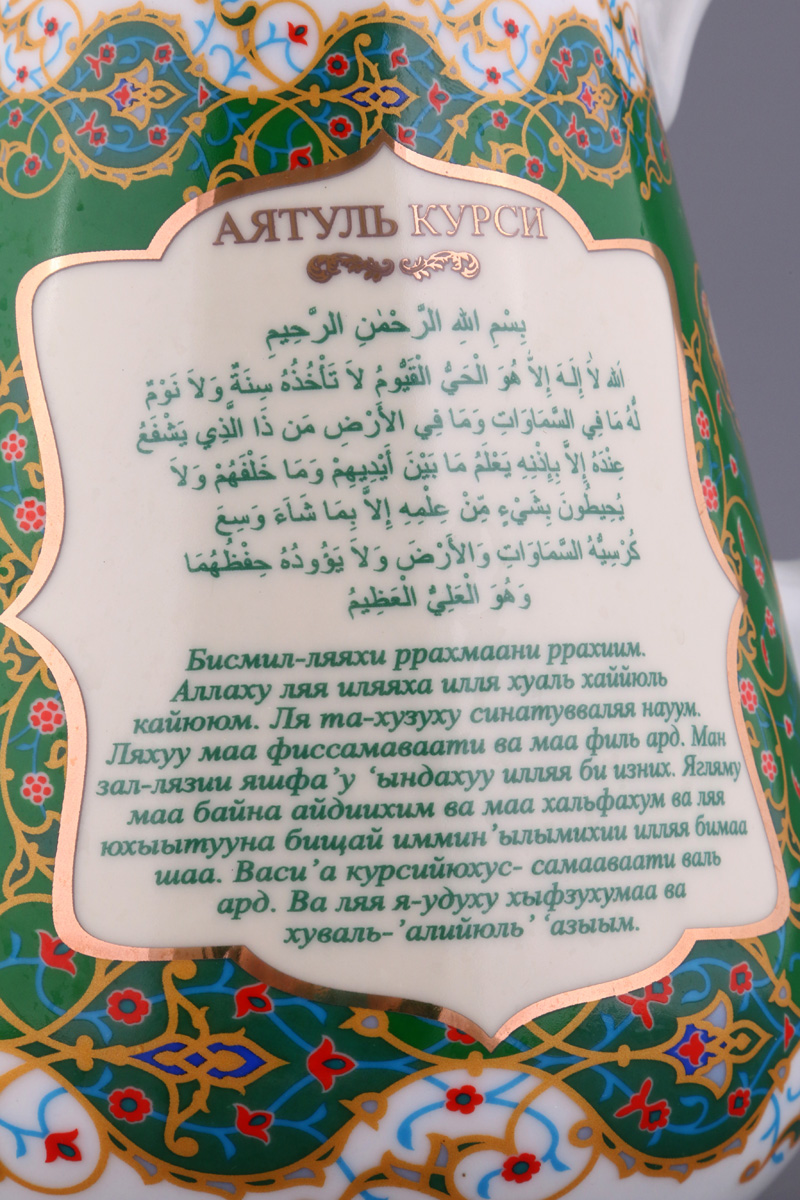 АЯТУЛЬ КУРСИ
بِسْمِ اللهِ الرَّحْمٰنِ الرَّحِيمِ
الله لاَ إِلَهَ إِلاَّ هُوَ الْحَيُّ الْقَيُّومُ لاَ تَأْخُذُهُ سِنَةٌ وَلاَ نَوْمٌ
لَّهُ مَا فِي السَّمَاوَاتِ وَمَا فِي الأَرْضِ مَن ذَا الَّذِي يَشْفَعُ
عِنْدَهُ إِلاَّ بِإِذْنِهِ يَعْلَمُ مَا بَيْنَ أَيْدِيهِمْ وَمَا خَلْفَهُمْ وَلاَ
يُحِيطُونَ بِشَيْءٍ مِّنْ عِلْمِهِ إِلاَّ بِمَا شَاءَ وَسِعَ
كُرْسِيُّهُ السَّمَاوَاتِ وَالأَرْضَ وَلاَ يَؤُودُهُ حِفْظُهُمَا
وَهُوَ الْعَلِيُّ الْعَظِيمُ
Бисмил-ляяхи ррахмаани ррахиим.
Аллаху ляя иляяха илля хуаль хаййюль
кайююм. Ля та-хузуху синатувваляя науум.
Ляхуу маа фиссамаваати ва маа филь ард. Ман
зал-лязии яшфа’у ‘ындахуу илляя би изних. Ягляму
маа байна айдиихим ва маа хальфахум ва ляя
юхыытууна бищай иммин’ылымихии илляя бимаа
шаа. Васи’а курсийюхус- самааваати валь
ард. Ва ляя я-удуху хыфзухумаа ва
хуваль-’алийюль’ ‘азыым.